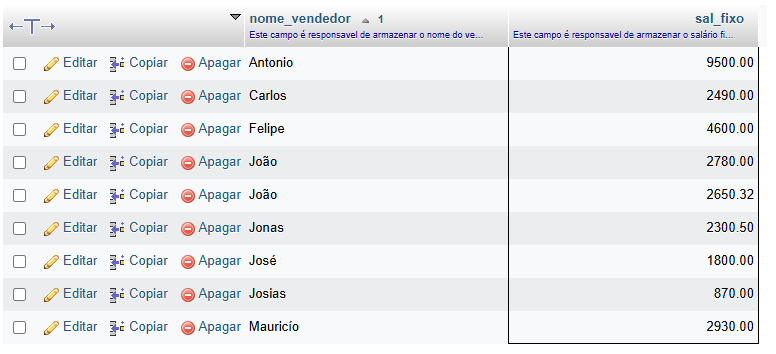 nome_vendedor 1 sal_fixo
Este campo é responsavel de armazenar o nome do ve... Este campo é responsavel de armazenar o salário fi...
Editar Copiar Apagar Antonio 9500.00
Editar Copiar Apagar Carlos 2490.00
Editar Copiar Apagar Felipe 4600.00
Editar Copiar Apagar João 2780.00
Editar Copiar Apagar João 2650.32
Editar Copiar Apagar Jonas 2300.50
Editar Copiar Apagar José 1800.00
Editar Copiar Apagar Josias 870.00
Editar Copiar Apagar Mauricío 2930.00